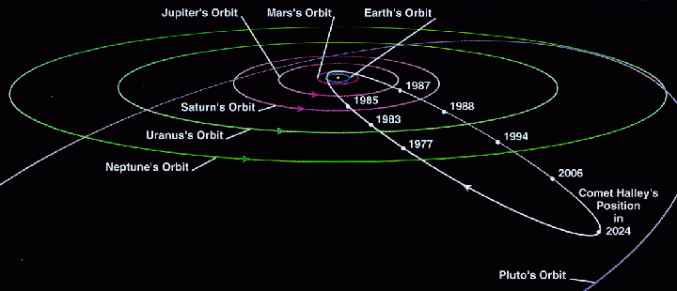 Jupiter's Orbit
Mars's Orbit
Earth's Orbit
Saturn's Orbit
Uranus's Orbit
Neptune's Orbit
1985
1983
1977
1987
1988
1994
2006
Comet Halley's
Position
in
2024
Pluto's Orbit